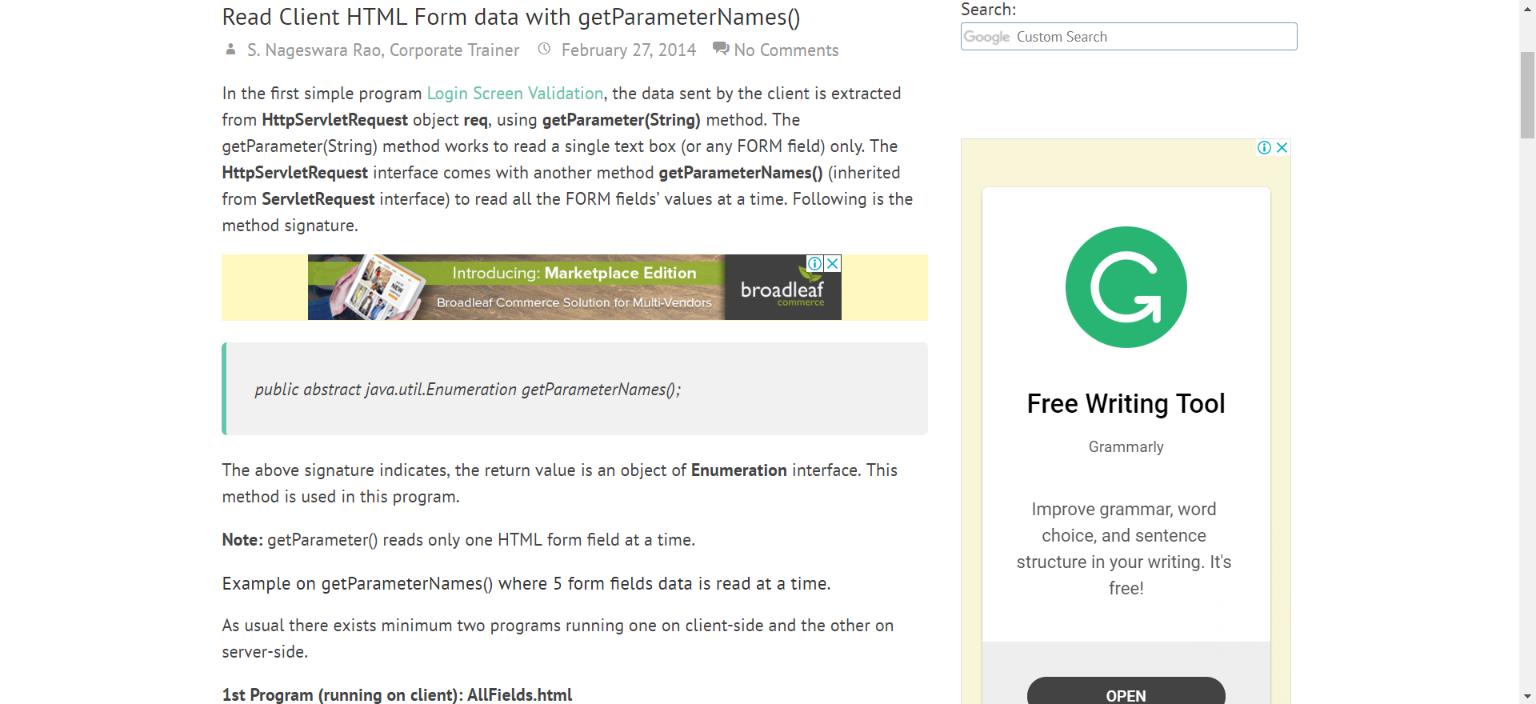 Read Client HTML Form data with getParameterNames()
S. Nageswara Rao, Corporate Trainer February 27, 2014 No Comments
In the first simple program Login Screen Validation, the data sent by the client is extracted
from HttpServletRequest object req, using getParameter(String) method. The
getParameter(String) method works to read a single text box (or any FORM field) only. The
HttpServletRequest interface comes with another method getParameterNames() (inherited
from ServletRequest interface) to read all the FORM fields’ values at a time. Following is the
method signature.
Introducing: Marketplace Edition
Broadleaf Commerce Solution for Multi-Vendors
broadleaf
commerce
NEW
public abstract java.util.Enumeration getParameterNames();
The above signature indicates, the return value is an object of Enumeration interface. This
method is used in this program.
Note: getParameter() reads only one HTML form field at a time.
Example on getParameterNames() where 5 form fields data is read at a time.
As usual there exists minimum two programs running one on client-side and the other on
server-side.
1st Program (running on client): AllFields.html
Search:
Google Custom Search
Free Writing Tool
Grammarly
Improve grammar, word
choice, and sentence
structure in your writing. It's
free!
OPEN